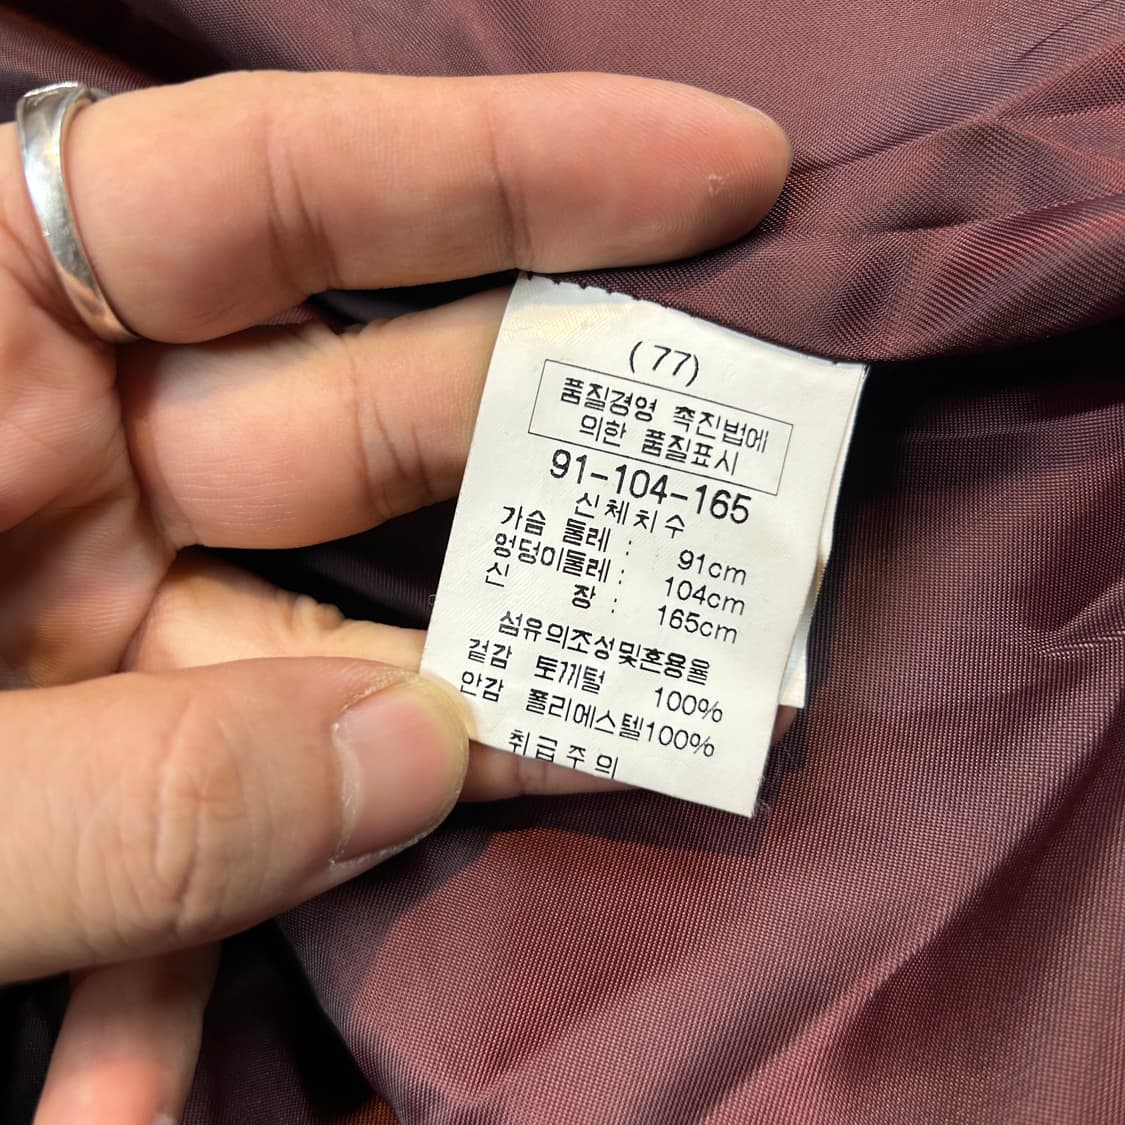 (77)
품질경영 촉진법에
의한 품질표시
91-104-165
신체치수
가슴 둘레 : 91cm
엉덩이둘레 : 104cm
신 장 : 165cm
섬유의조성및혼용율
겉감 토끼털 100%
안감 폴리에스텔100%
취급주의